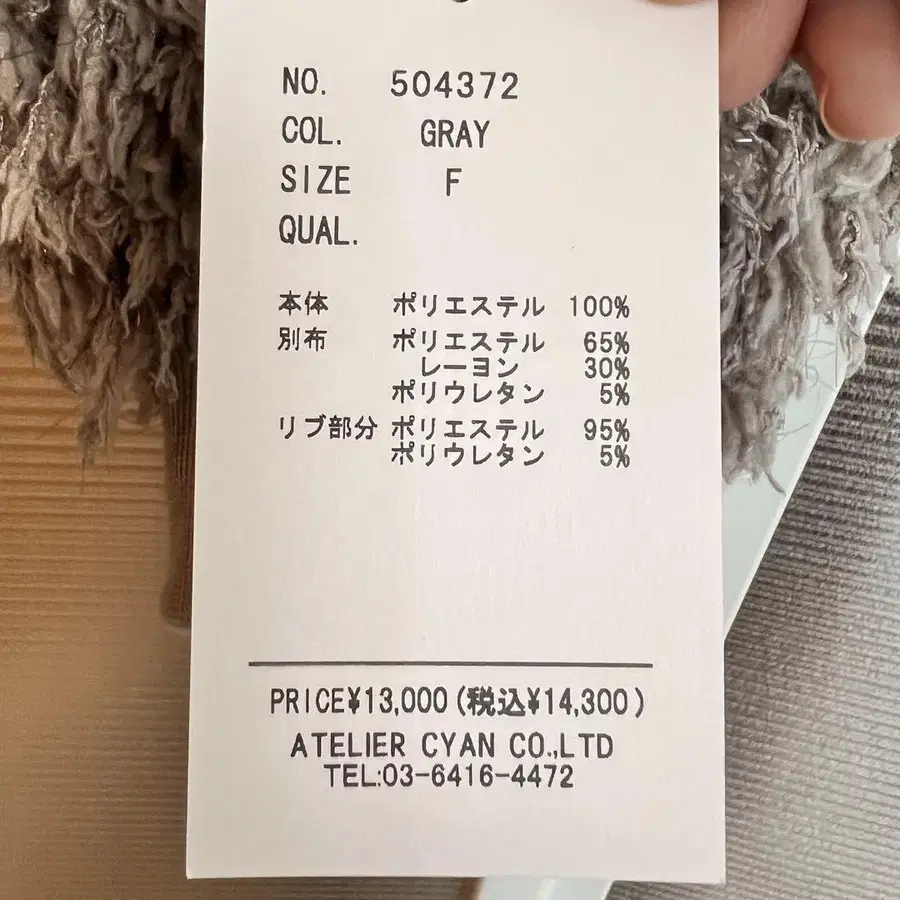 NO. 504372
COL. GRAY
SIZE F
QUAL.
本体 ポリエステル 100%
別布 ポリエステル 65%
レーヨン 30%
ポリウレタン 5%
リブ部分 ポリエステル 95%
ポリウレタン 5%
PRICE¥13,000(税込¥14,300)
ATELIER CYAN CO.,LTD
TEL:03-6416-4472